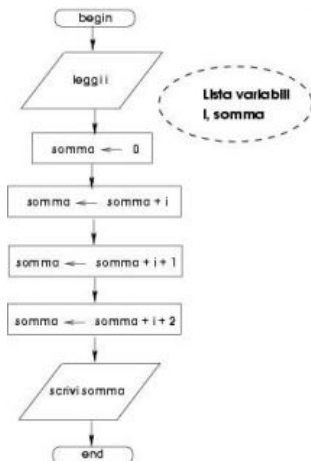 begin
leggi i
Lista variabili
i, somma
somma ← 0
somma ← somma + i
somma ← somma + i + 1
somma ← somma + i + 2
scrivi somma
end